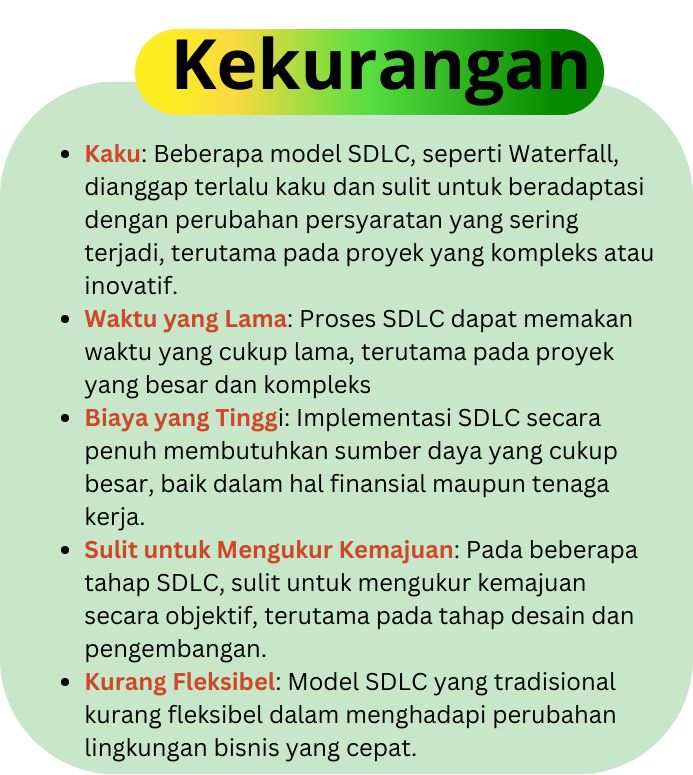 Kekurangan
• Kaku: Beberapa model SDLC, seperti Waterfall,
dianggap terlalu kaku dan sulit untuk beradaptasi
dengan perubahan persyaratan yang sering
terjadi, terutama pada proyek yang kompleks atau
inovatif.
• Waktu yang Lama: Proses SDLC dapat memakan
waktu yang cukup lama, terutama pada proyek
yang besar dan kompleks
• Biaya yang Tinggi: Implementasi SDLC secara
penuh membutuhkan sumber daya yang cukup
besar, baik dalam hal finansial maupun tenaga
kerja.
• Sulit untuk Mengukur Kemajuan: Pada beberapa
tahap SDLC, sulit untuk mengukur kemajuan
secara objektif, terutama pada tahap desain dan
pengembangan.
• Kurang Fleksibel: Model SDLC yang tradisional
kurang fleksibel dalam menghadapi perubahan
lingkungan bisnis yang cepat.